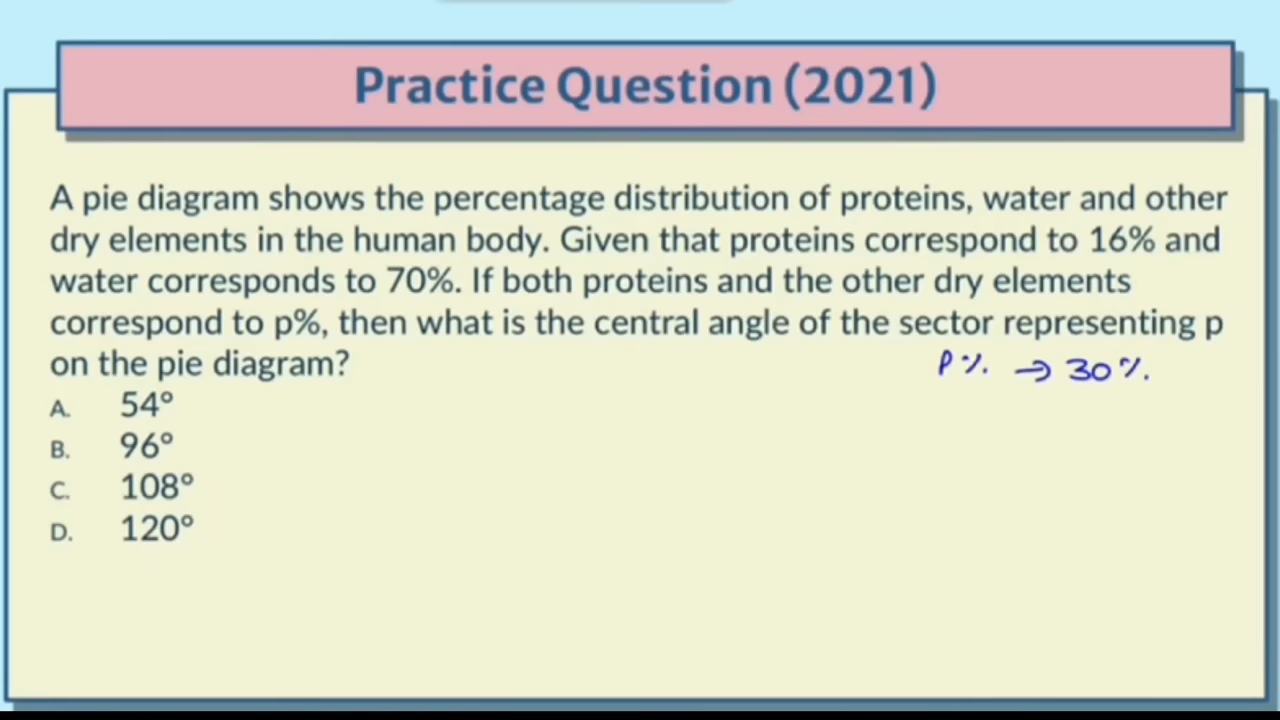 Practice Question (2021)
A pie diagram shows the percentage distribution of proteins, water and other
dry elements in the human body. Given that proteins correspond to 16% and
water corresponds to 70%. If both proteins and the other dry elements
correspond to p%, then what is the central angle of the sector representing p
on the pie diagram?
P% → 30%.
A. 54°
B. 96°
C. 108°
D. 120°